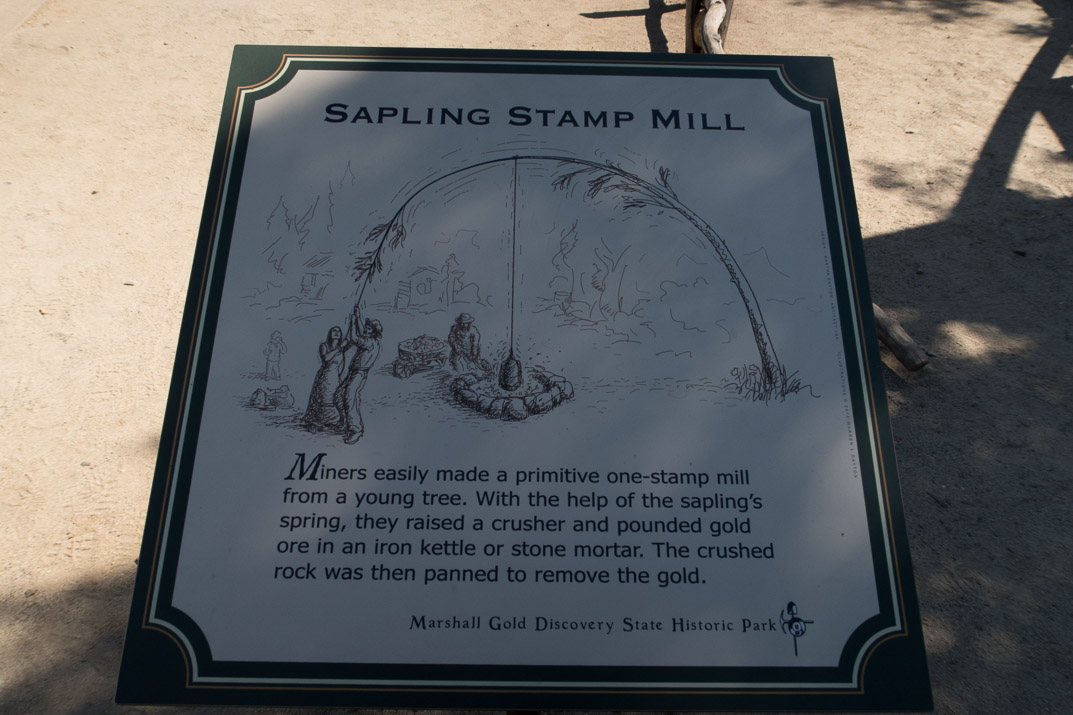 Sapling Stamp Mill
Miners easily made a primitive one-stamp mill
from a young tree. With the help of the sapling's
spring, they raised a crusher and pounded gold
ore in an iron kettle or stone mortar. The crushed
rock was then panned to remove the gold.
Marshall Gold Discovery State Historic Park